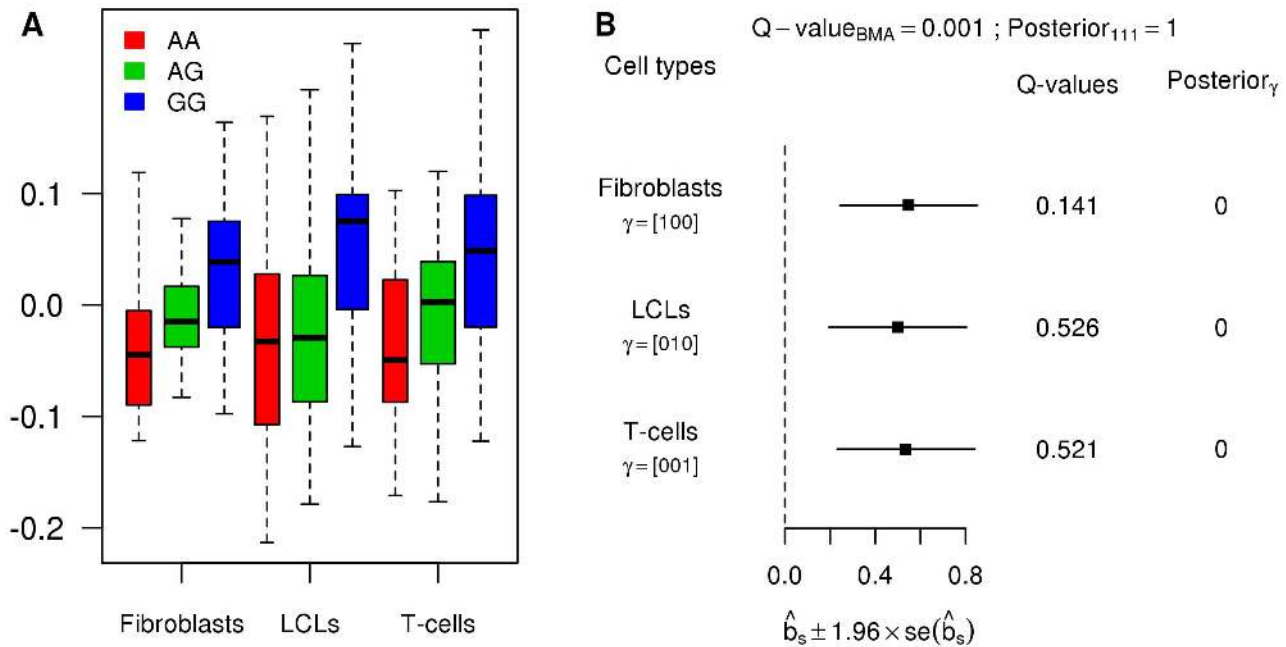 A
AA
AG
GG
0.1
0.0
-0.1
-0.2
Fibroblasts LCLs T-cells
B
Q−value_BMA = 0.001 ; Posterior_111 = 1
Cell types
Q-values Posterior_γ
Fibroblasts
γ=[100]
0.141 0
LCLs
γ=[010]
0.526 0
T-cells
γ=[001]
0.521 0
0.0 0.4 0.8
b̂_s ± 1.96 × se(b̂_s)